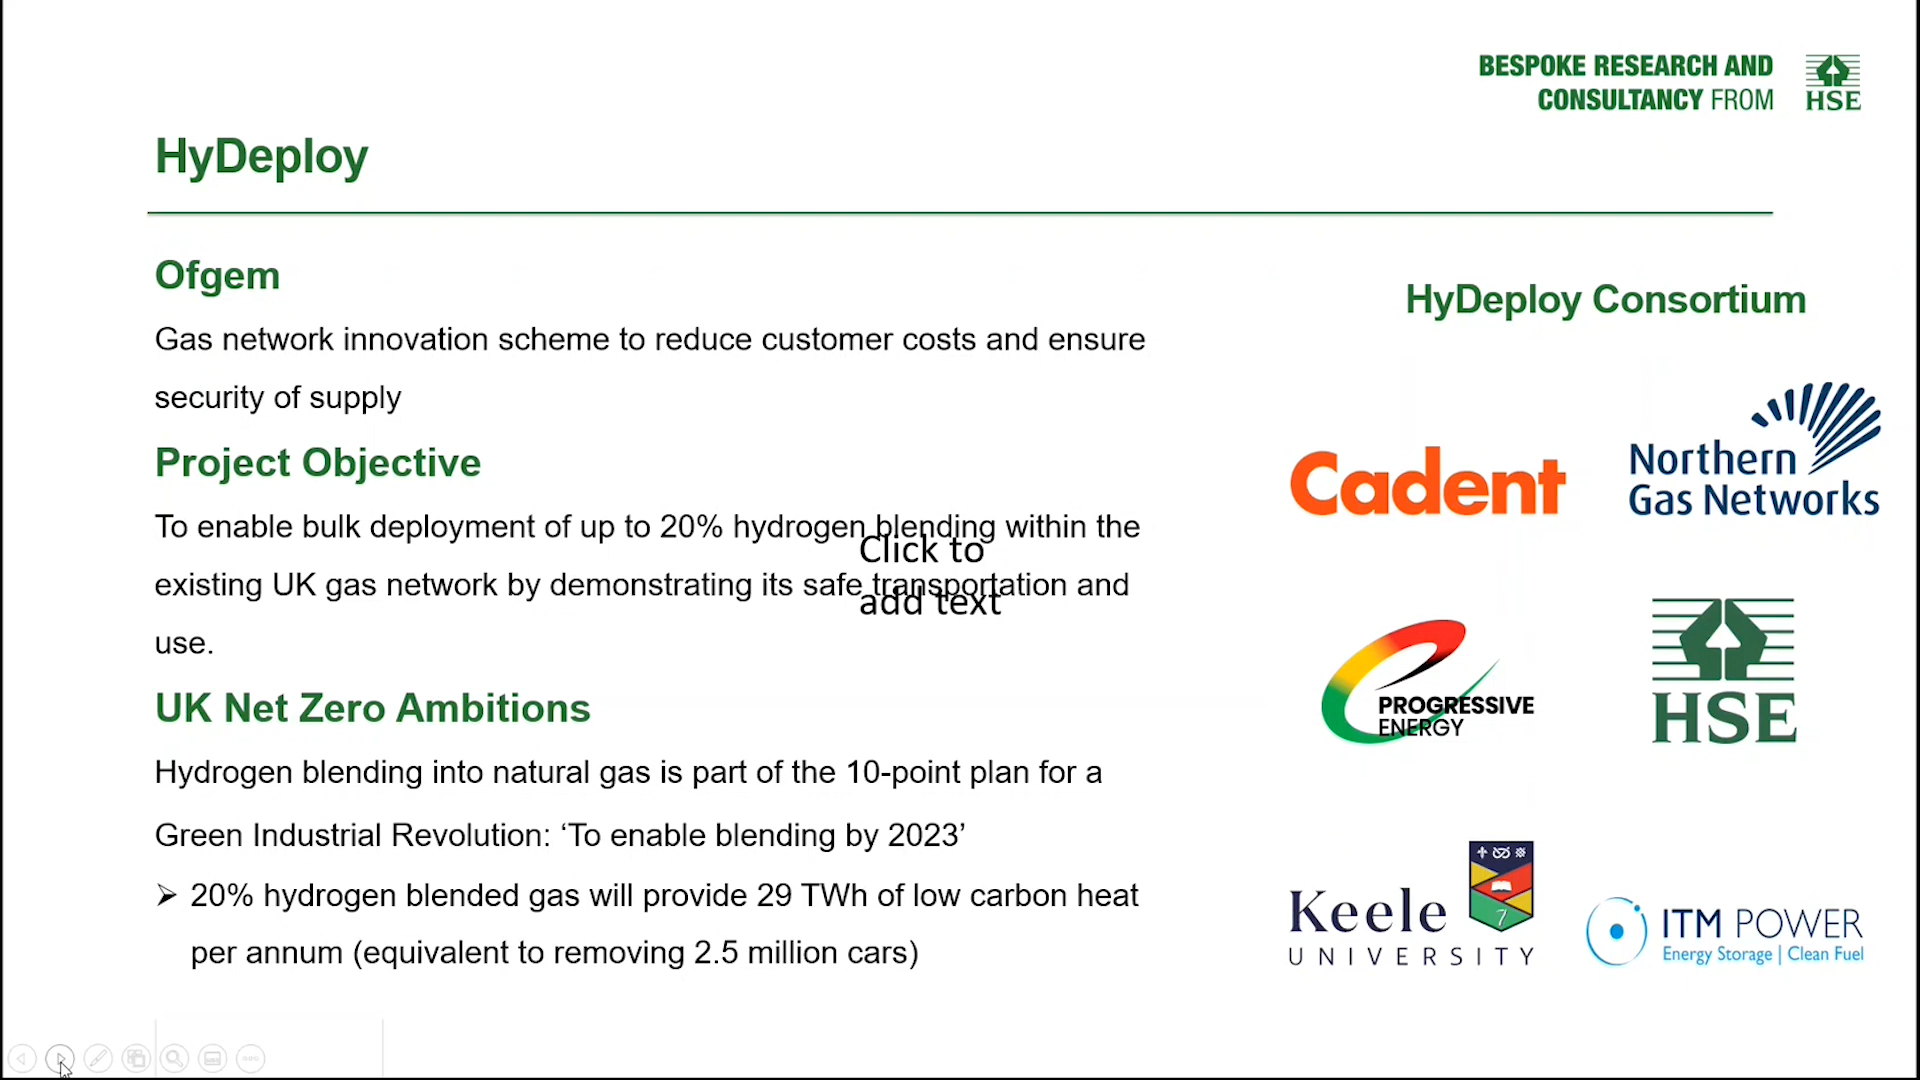 BESPOKE RESEARCH AND
CONSULTANCY FROM
HSE
HyDeploy
Ofgem
Gas network innovation scheme to reduce customer costs and ensure
security of supply
Project Objective
To enable bulk deployment of up to 20% hydrogen blending within the
existing UK gas network by demonstrating its safe transportation and
use.
Click to
add text
UK Net Zero Ambitions
Hydrogen blending into natural gas is part of the 10-point plan for a
Green Industrial Revolution: ‘To enable blending by 2023’
➢ 20% hydrogen blended gas will provide 29 TWh of low carbon heat
per annum (equivalent to removing 2.5 million cars)
HyDeploy Consortium
Cadent
Northern
Gas Networks
PROGRESSIVE
ENERGY
HSE
Keele
UNIVERSITY
ITM POWER
Energy Storage | Clean Fuel